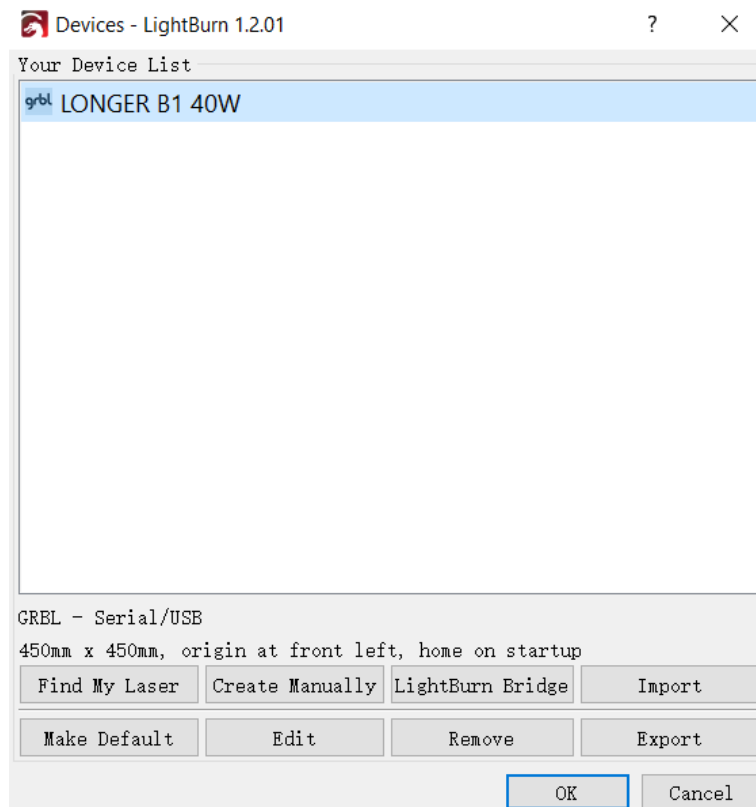 Devices - LightBurn 1.2.01 ?
Your Device List
grbl LONGER B1 40W
GRBL - Serial/USB
450mm x 450mm, origin at front left, home on startup
Find My Laser Create Manually LightBurn Bridge Import
Make Default Edit Remove Export
OK Cancel